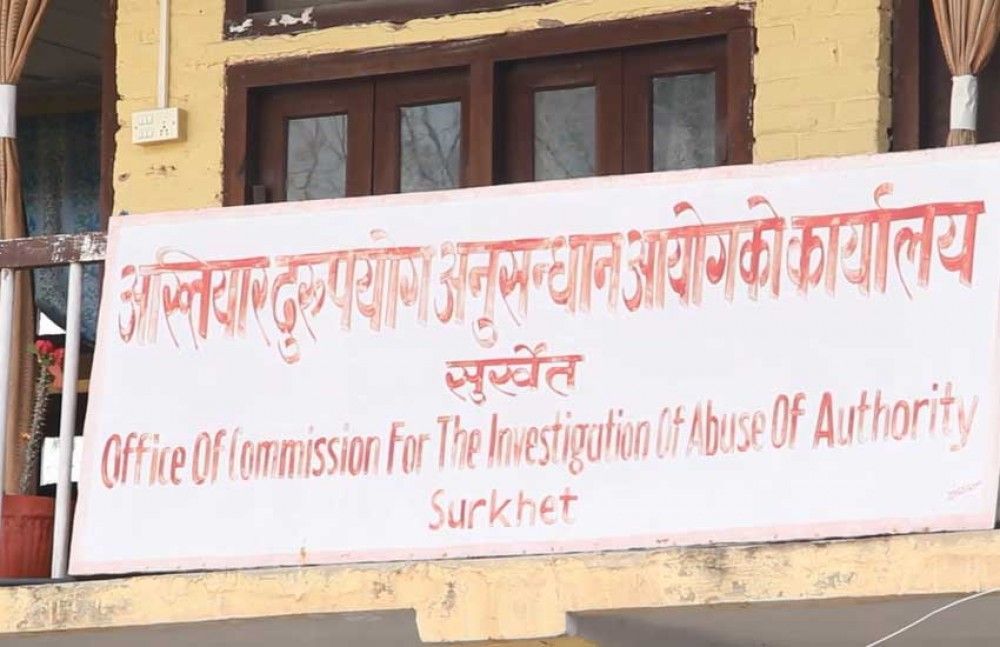 अख्तियार दुरुपयोग अनुसन्धान आयोगको कार्यालय
सुर्खेत
Office Of Commission For The Investigation Of Abuse Of Authority
Surkhet